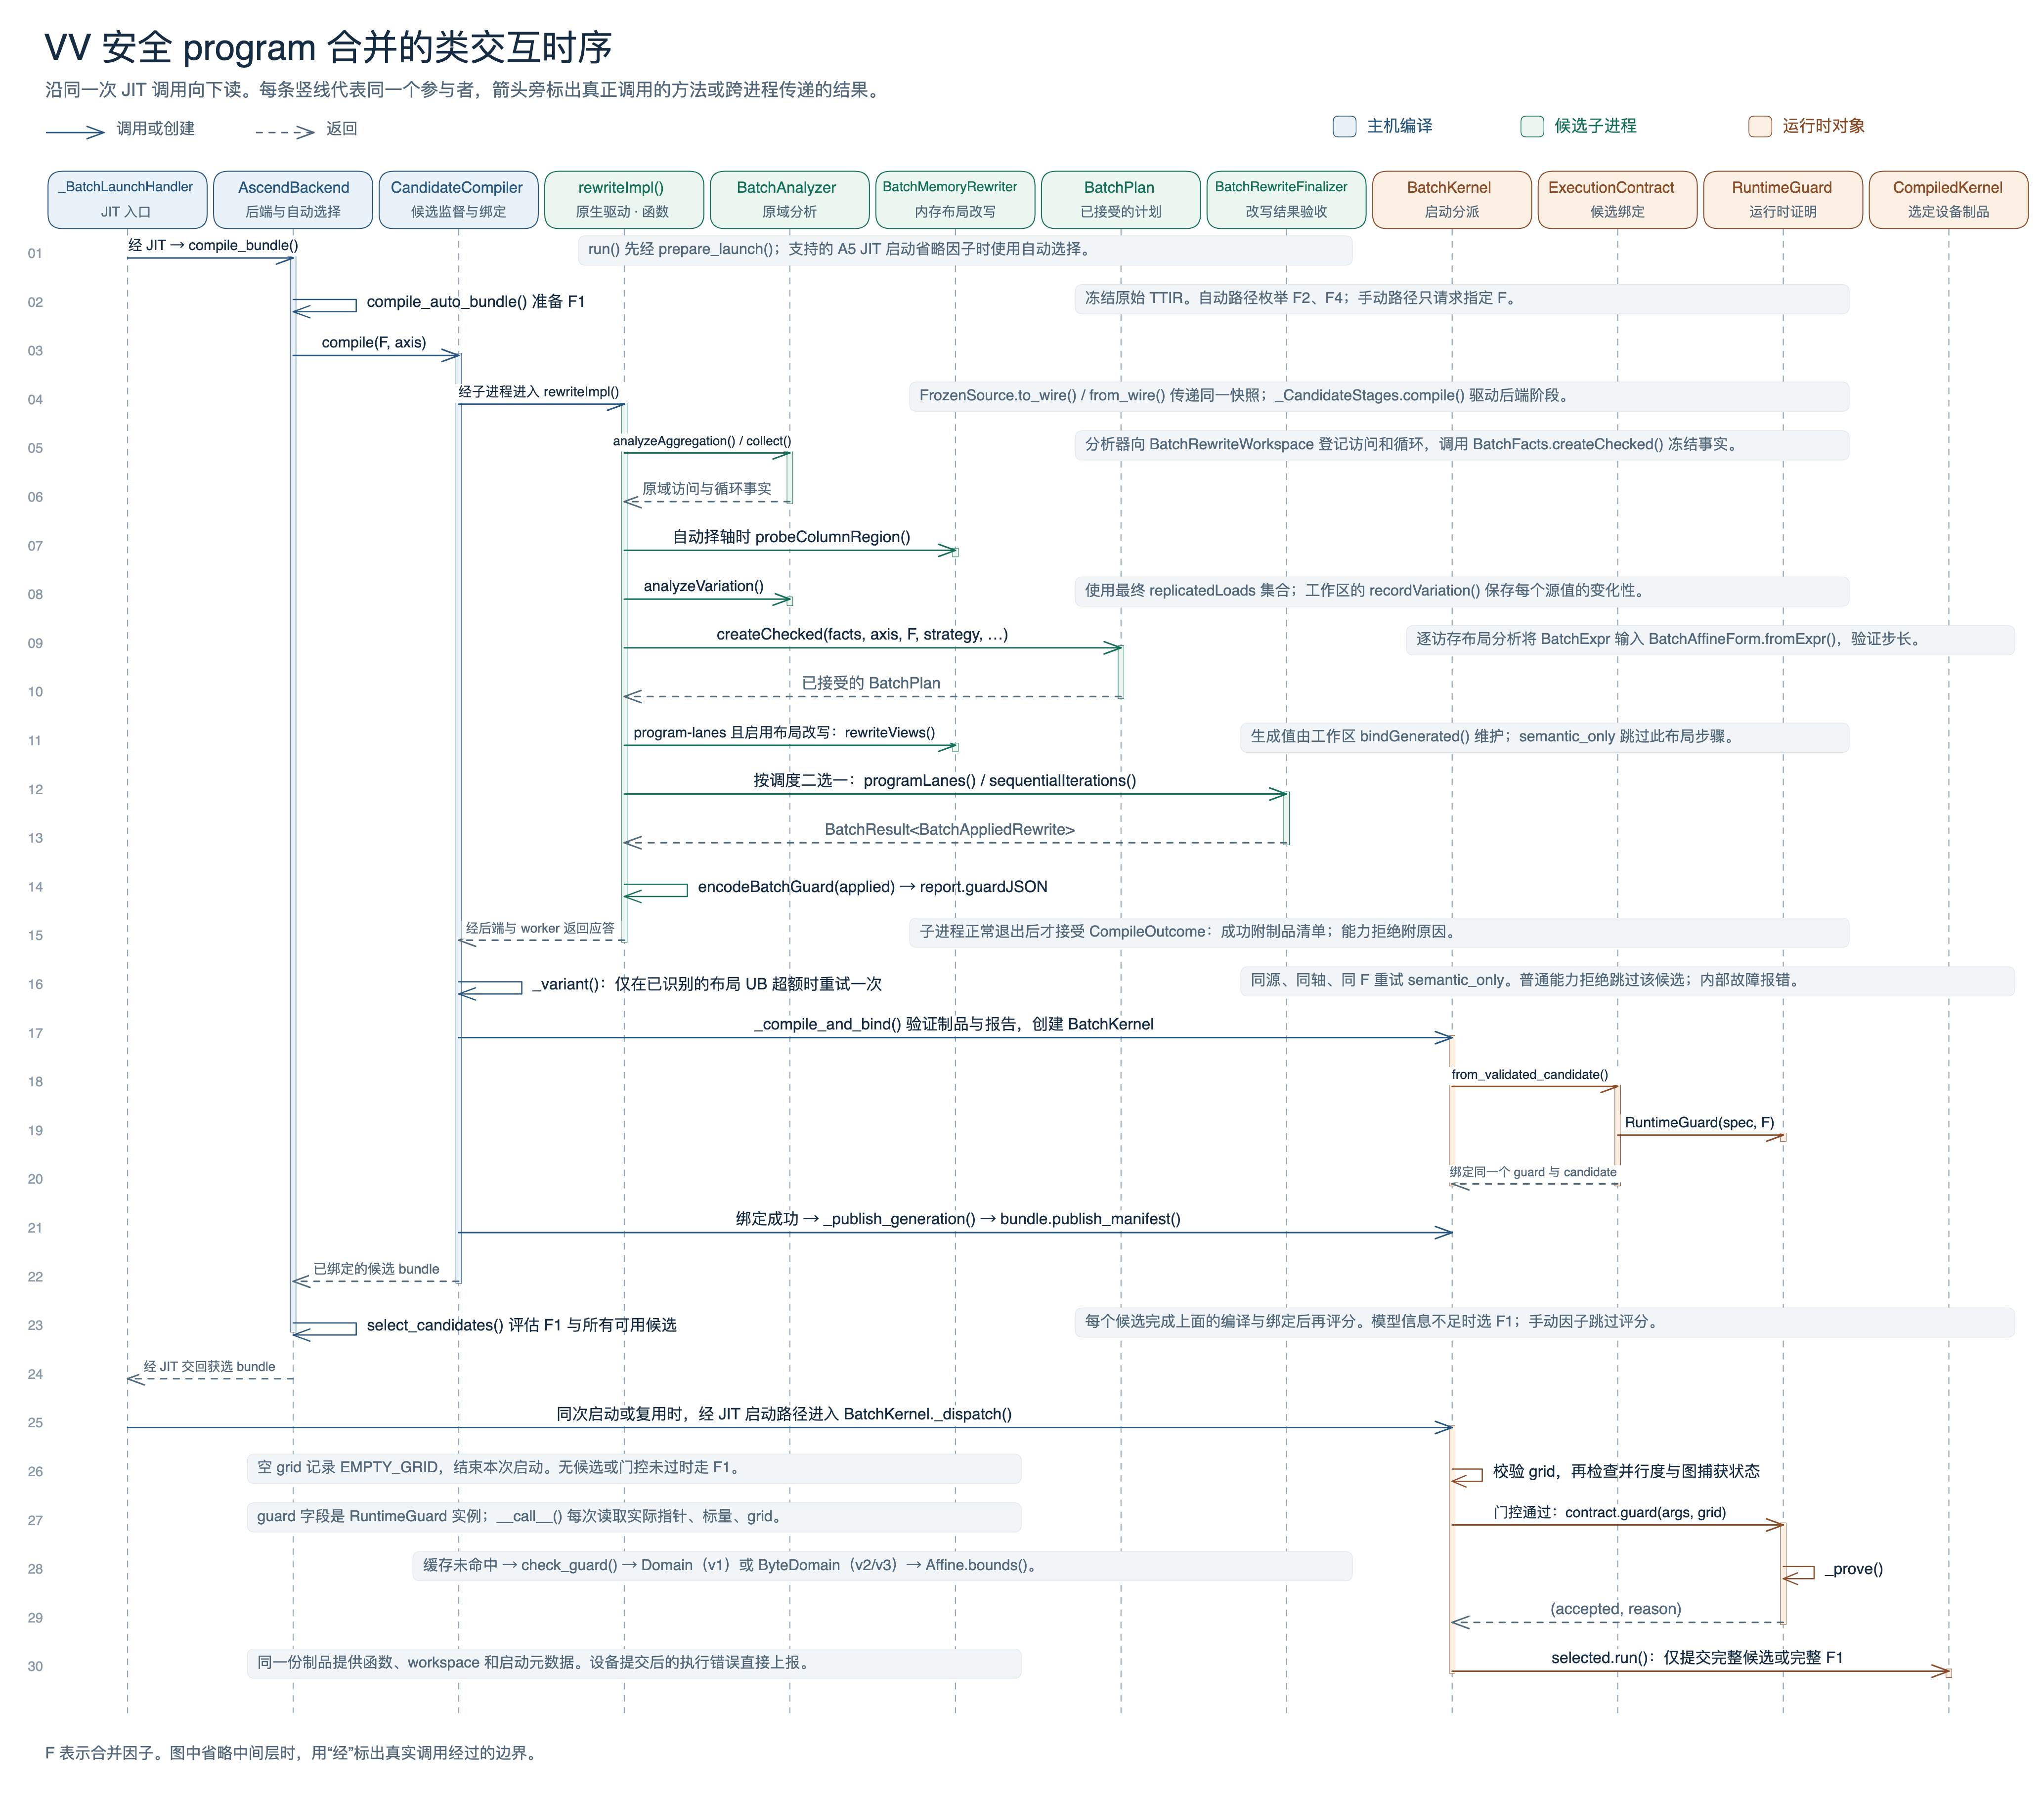 VV 安全 program 合并的类交互时序
沿同一次 JIT 调用向下读。每条竖线代表同一个参与者，箭头旁标出真正调用的方法或跨进程传递的结果。
调用或创建
返回
主机编译
候选子进程
运行时对象
_BatchLaunchHandler
JIT 入口
AscendBackend
后端与自动选择
CandidateCompiler
候选监督与绑定
rewriteImpl()
原生驱动 · 函数
BatchAnalyzer
原域分析
BatchMemoryRewriter
内存布局改写
BatchPlan
已接受的计划
BatchRewriteFinalizer
改写结果验收
BatchKernel
启动分派
ExecutionContract
候选绑定
RuntimeGuard
运行时证明
CompiledKernel
选定设备制品
01
经 JIT → compile_bundle()
run() 先经 prepare_launch()；支持的 A5 JIT 启动省略因子时使用自动选择。
02
compile_auto_bundle() 准备 F1
冻结原始 TTIR。自动路径枚举 F2、F4；手动路径只请求指定 F。
03
compile(F, axis)
04
经子进程进入 rewriteImpl()
FrozenSource.to_wire() / from_wire() 传递同一快照；_CandidateStages.compile() 驱动后端阶段。
05
analyzeAggregation() / collect()
分析器向 BatchRewriteWorkspace 登记访问和循环，调用 BatchFacts.createChecked() 冻结事实。
06
原域访问与循环事实
07
自动择轴时 probeColumnRegion()
08
analyzeVariation()
使用最终 replicatedLoads 集合；工作区的 recordVariation() 保存每个源值的变化性。
09
createChecked(facts, axis, F, strategy, …)
逐访存布局分析将 BatchExpr 输入 BatchAffineForm.fromExpr()，验证步长。
10
已接受的 BatchPlan
11
program-lanes 且启用布局改写：rewriteViews()
生成值由工作区 bindGenerated() 维护；semantic_only 跳过此布局步骤。
12
按调度二选一：programLanes() / sequentialIterations()
13
BatchResult<BatchAppliedRewrite>
14
encodeBatchGuard(applied) → report.guardJSON
15
经后端与 worker 返回应答
子进程正常退出后才接受 CompileOutcome：成功附制品清单；能力拒绝附原因。
16
_variant()：仅在已识别的布局 UB 超额时重试一次
同源、同轴、同 F 重试 semantic_only。普通能力拒绝跳过该候选；内部故障报错。
17
_compile_and_bind() 验证制品与报告，创建 BatchKernel
18
from_validated_candidate()
19
RuntimeGuard(spec, F)
20
绑定同一个 guard 与 candidate
21
绑定成功 → _publish_generation() → bundle.publish_manifest()
22
已绑定的候选 bundle
23
select_candidates() 评估 F1 与所有可用候选
每个候选完成上面的编译与绑定后再评分。模型信息不足时选 F1；手动因子跳过评分。
24
经 JIT 交回获选 bundle
25
同次启动或复用时，经 JIT 启动路径进入 BatchKernel._dispatch()
26
空 grid 记录 EMPTY_GRID，结束本次启动。无候选或门控未过时走 F1。
校验 grid，再检查并行度与图捕获状态
27
guard 字段是 RuntimeGuard 实例；__call__() 每次读取实际指针、标量、grid。
门控通过：contract.guard(args, grid)
28
缓存未命中 → check_guard() → Domain（v1）或 ByteDomain（v2/v3）→ Affine.bounds()。
_prove()
29
(accepted, reason)
30
同一份制品提供函数、workspace 和启动元数据。设备提交后的执行错误直接上报。
selected.run()：仅提交完整候选或完整 F1
F 表示合并因子。图中省略中间层时，用“经”标出真实调用经过的边界。